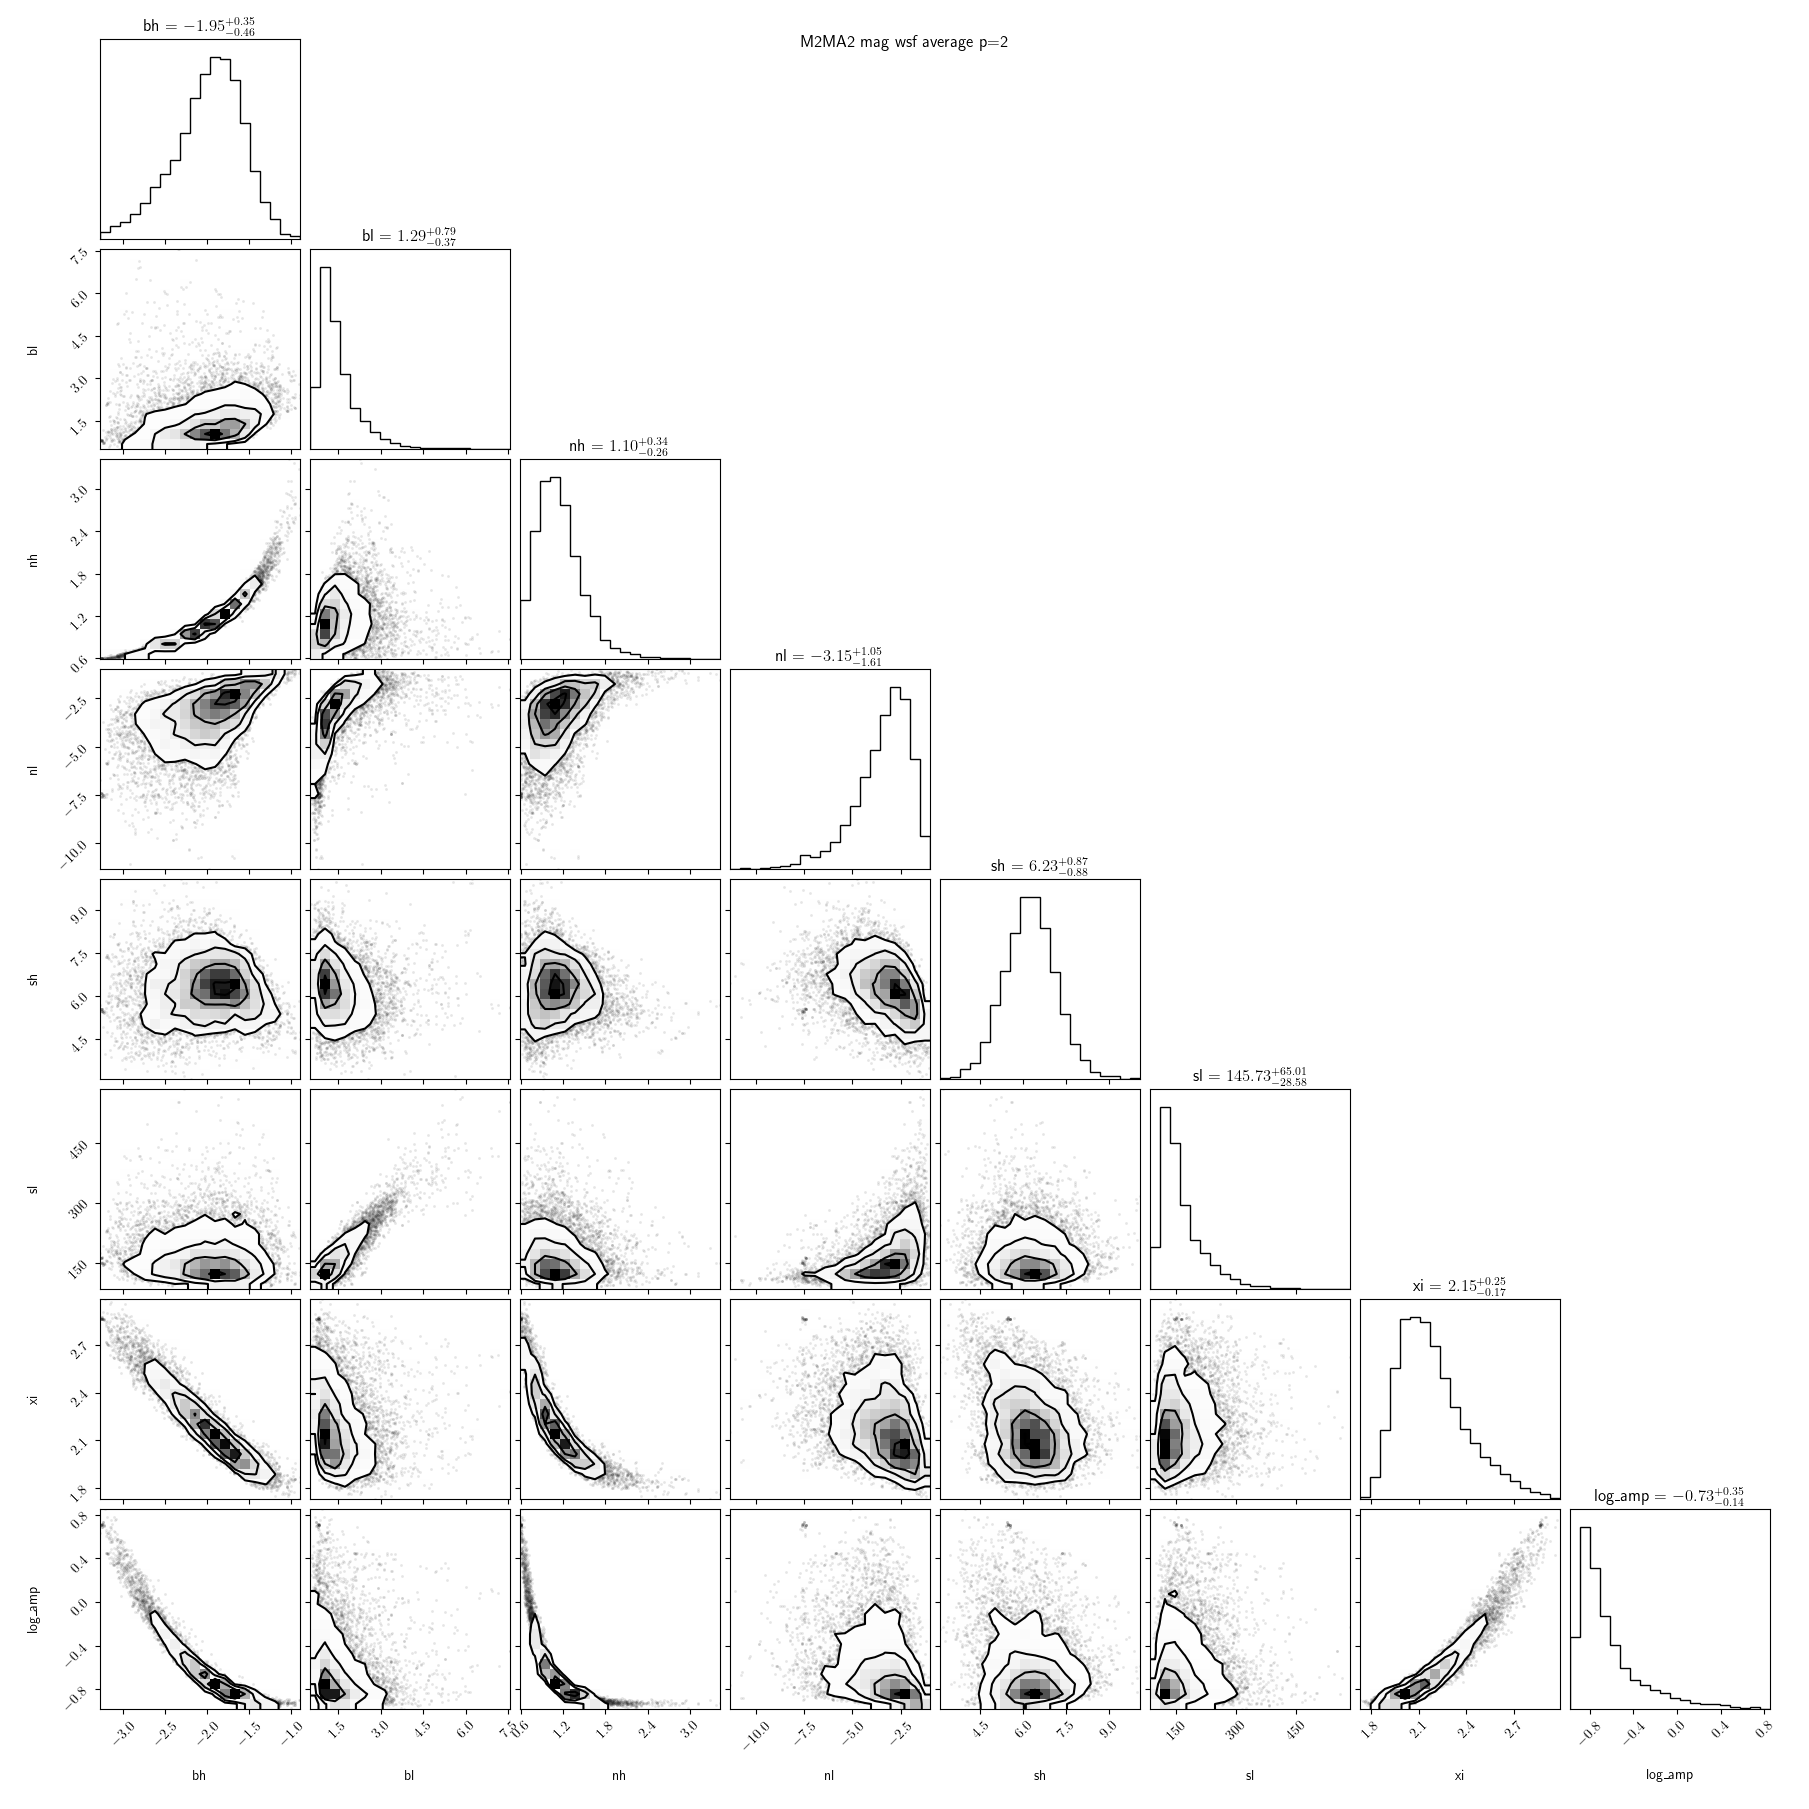 M2MA2 mag wsf average p=2
bh = −1.95+0.35−0.46
bl = 1.29+0.79−0.37
7.5
6.0
4.5
3.0
1.5
bl
nh = 1.10+0.34−0.26
3.0
2.4
1.8
1.2
0.6
nh
nl = −3.15+1.05−1.61
−2.5
−5.0
−7.5
−10.0
nl
sh = 6.23+0.87−0.88
9.0
7.5
6.0
4.5
sh
sl = 145.73+65.01−28.58
450
300
150
sl
xi = 2.15+0.25−0.17
2.7
2.4
2.1
1.8
xi
log_amp = −0.73+0.35−0.14
0.8
0.4
0.0
−0.4
−0.8
log_amp
−3.0 −2.5 −2.0 −1.5 −1.0 1.5 3.0 4.5 6.0 7.5 0.6 1.2 1.8 2.4 3.0 −10.0 −7.5 −5.0 −2.5 4.5 6.0 7.5 9.0 150 300 450 1.8 2.1 2.4 2.7 −0.8 −0.4 0.0 0.4 0.8
bh bl nh nl sh sl xi log_amp